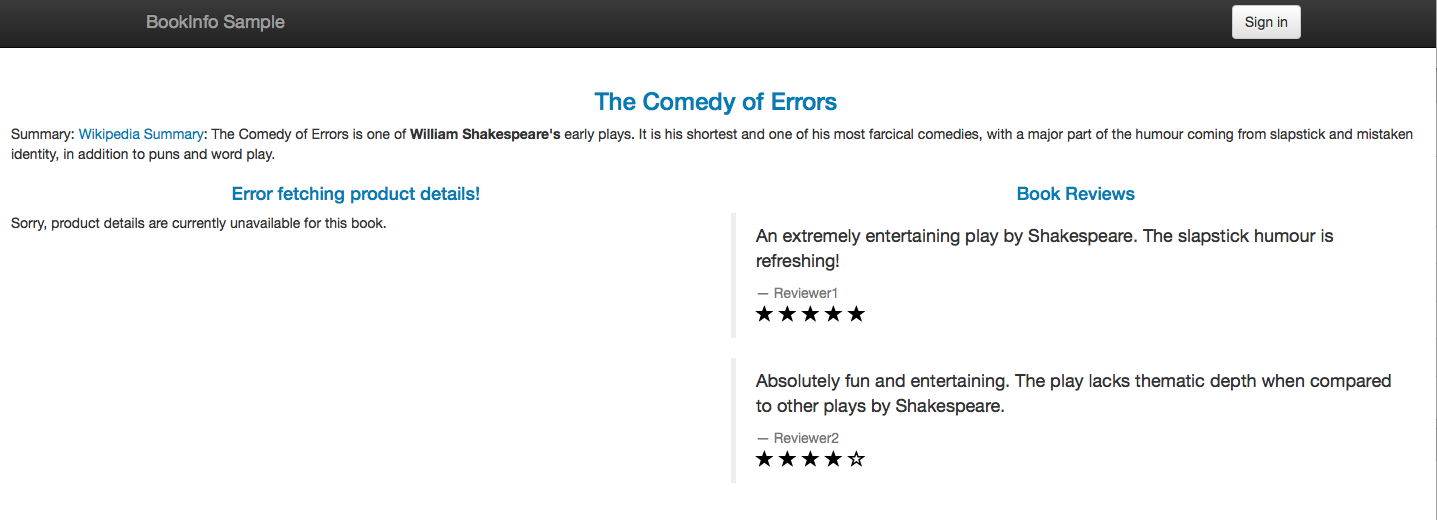 BookInfo Sample
Sign in
The Comedy of Errors
Summary: Wikipedia Summary: The Comedy of Errors is one of William Shakespeare's early plays. It is his shortest and one of his most farcical comedies, with a major part of the humour coming from slapstick and mistaken
identity, in addition to puns and word play.
Error fetching product details!
Sorry, product details are currently unavailable for this book.
Book Reviews
An extremely entertaining play by Shakespeare. The slapstick humour is
refreshing!
— Reviewer1
★★★★★
Absolutely fun and entertaining. The play lacks thematic depth when compared
to other plays by Shakespeare.
— Reviewer2
★★★★☆